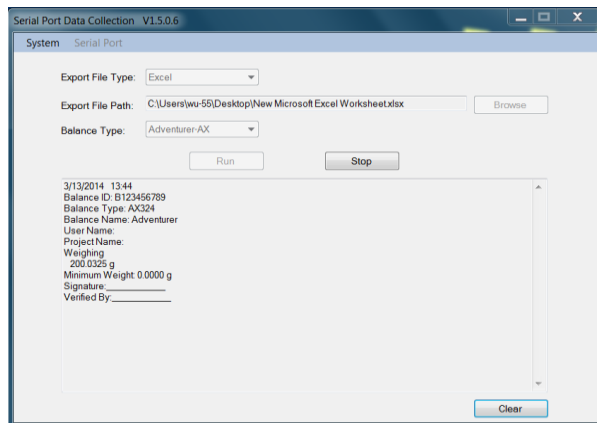 Serial Port Data Collection V1.5.0.6
System Serial Port
Export File Type: Excel
Export File Path: C:\Users\wu-55\Desktop\New Microsoft Excel Worksheet.xlsx Browse
Balance Type: Adventurer-AX
Run Stop
3/13/2014 13:44
Balance ID: B123456789
Balance Type: AX324
Balance Name: Adventurer
User Name:
Project Name:
Weighing
200.0325 g
Minimum Weight: 0.0000 g
Signature:____________
Verified By:____________
Clear